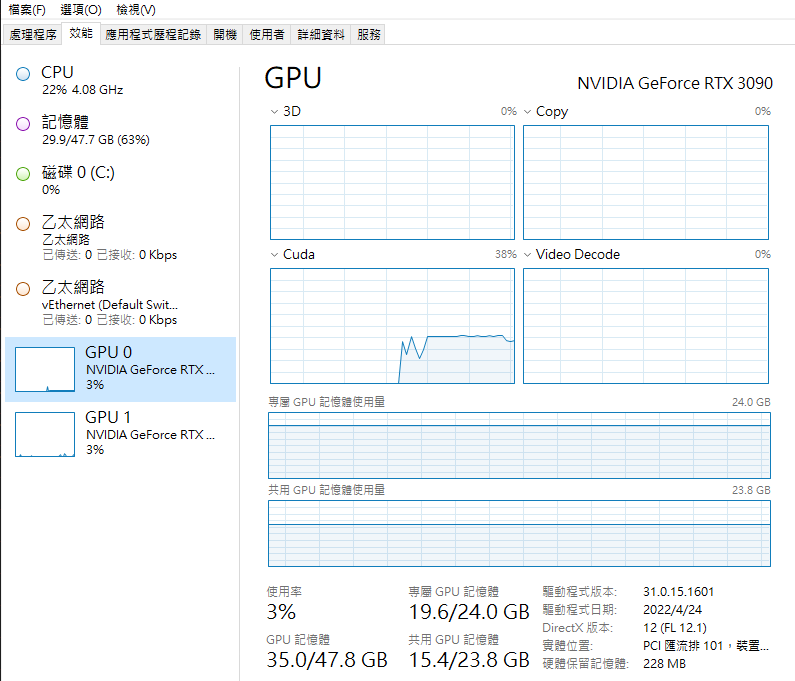 檔案(F) 選項(O) 檢視(V)
處理程序 效能 應用程式歷程記錄 開機 使用者 詳細資料 服務
CPU
22% 4.08 GHz
記憶體
29.9/47.7 GB (63%)
磁碟 0 (C:)
0%
乙太網路
乙太網路
已傳送: 0 已接收: 0 Kbps
乙太網路
vEthernet (Default Swit...
已傳送: 0 已接收: 0 Kbps
GPU 0
NVIDIA GeForce RTX ...
3%
GPU 1
NVIDIA GeForce RTX ...
3%
GPU
NVIDIA GeForce RTX 3090
3D 0%
Copy 0%
Cuda 38%
Video Decode 0%
專屬 GPU 記憶體使用量 24.0 GB
共用 GPU 記憶體使用量 23.8 GB
使用率
3%
專屬 GPU 記憶體
19.6/24.0 GB
GPU 記憶體
35.0/47.8 GB
共用 GPU 記憶體
15.4/23.8 GB
驅動程式版本: 31.0.15.1601
驅動程式日期: 2022/4/24
DirectX 版本: 12 (FL 12.1)
實體位置: PCI 匯流排 101，裝置...
硬體保留記憶體: 228 MB